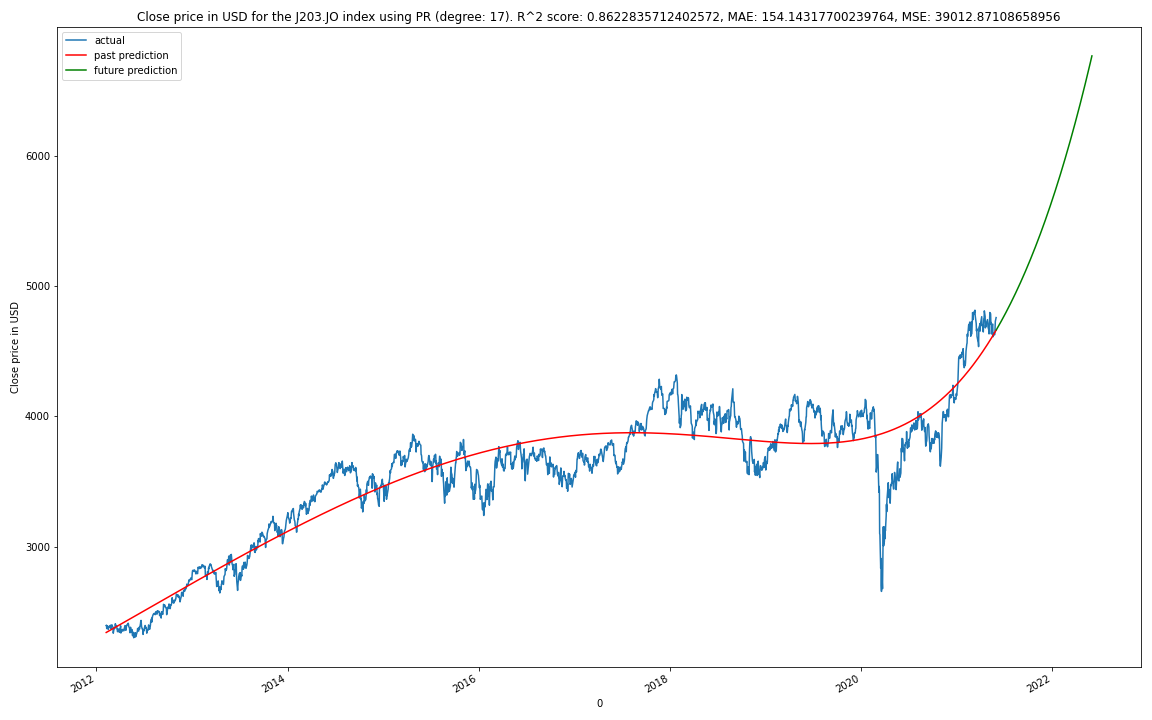 Close price in USD for the J203.JO index using PR (degree: 17). R^2 score: 0.8622835712402572, MAE: 154.14317700239764, MSE: 39012.87108658956
actual
past prediction
future prediction
6000
5000
4000
3000
Close price in USD
2012
2014
2016
2018
2020
2022
0